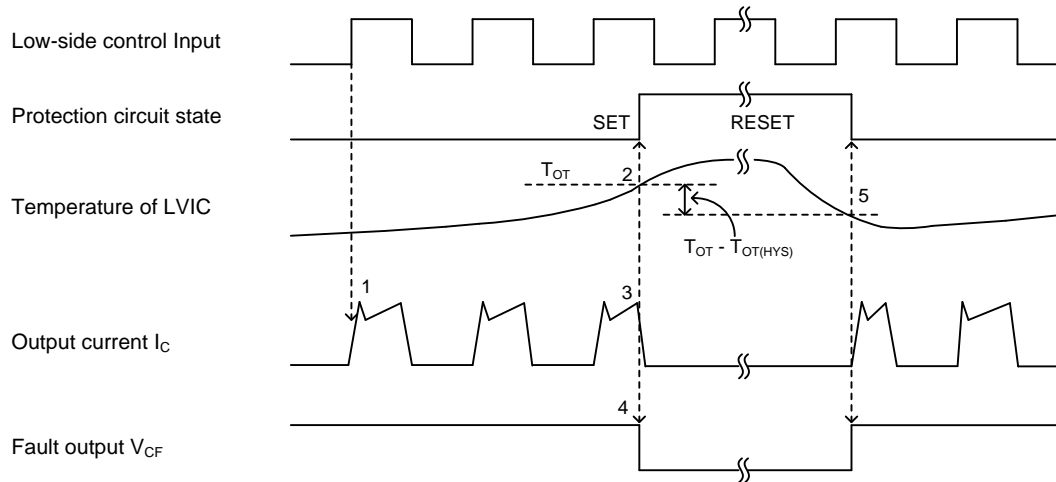 Low-side control Input
Protection circuit state
SET
RESET
Temperature of LVIC
TOT
2
5
TOT - TOT(HYS)
1
3
Output current IC
4
Fault output VCF